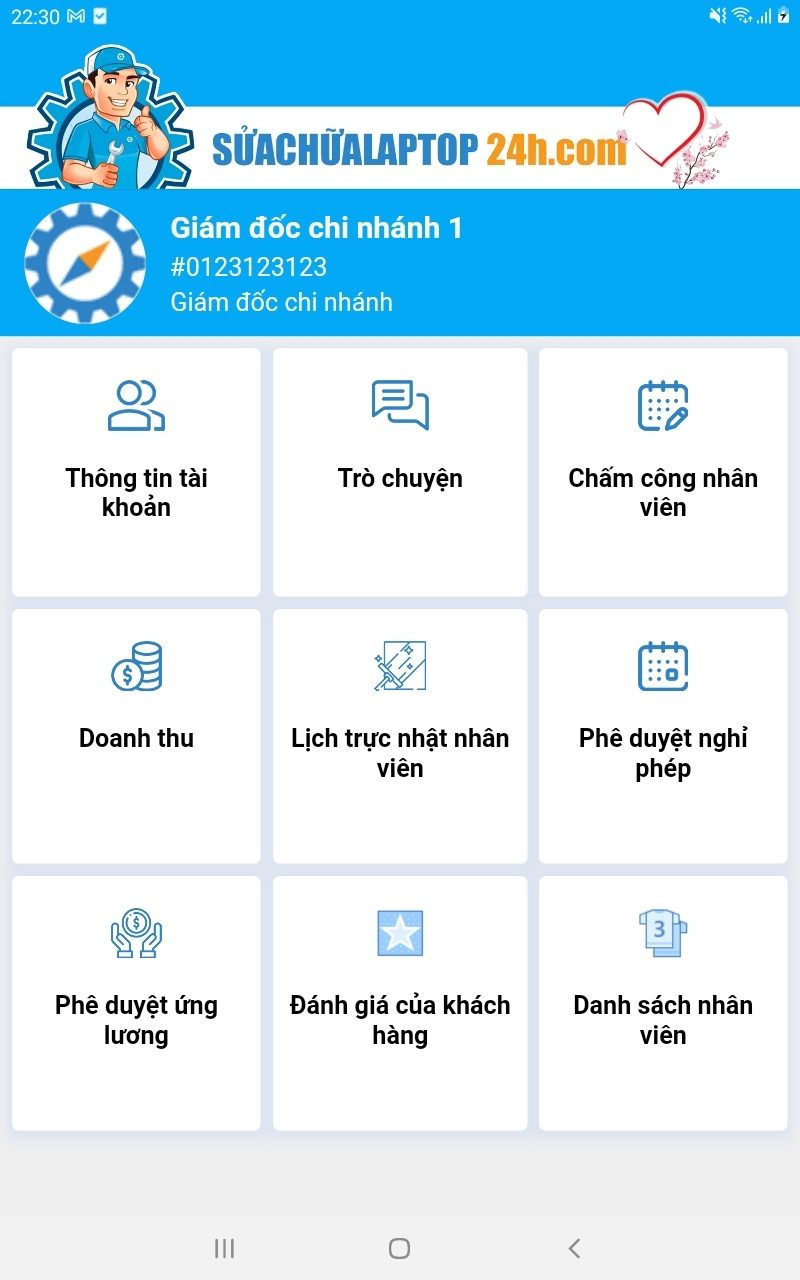 22:30
SỬACHỮALAPTOP 24h.com
Giám đốc chi nhánh 1
#0123123123
Giám đốc chi nhánh
Thông tin tài
khoản
Trò chuyện
Chấm công nhân
viên
Doanh thu
Lịch trực nhật nhân
viên
Phê duyệt nghỉ
phép
Phê duyệt ứng
lương
Đánh giá của khách
hàng
3
Danh sách nhân
viên